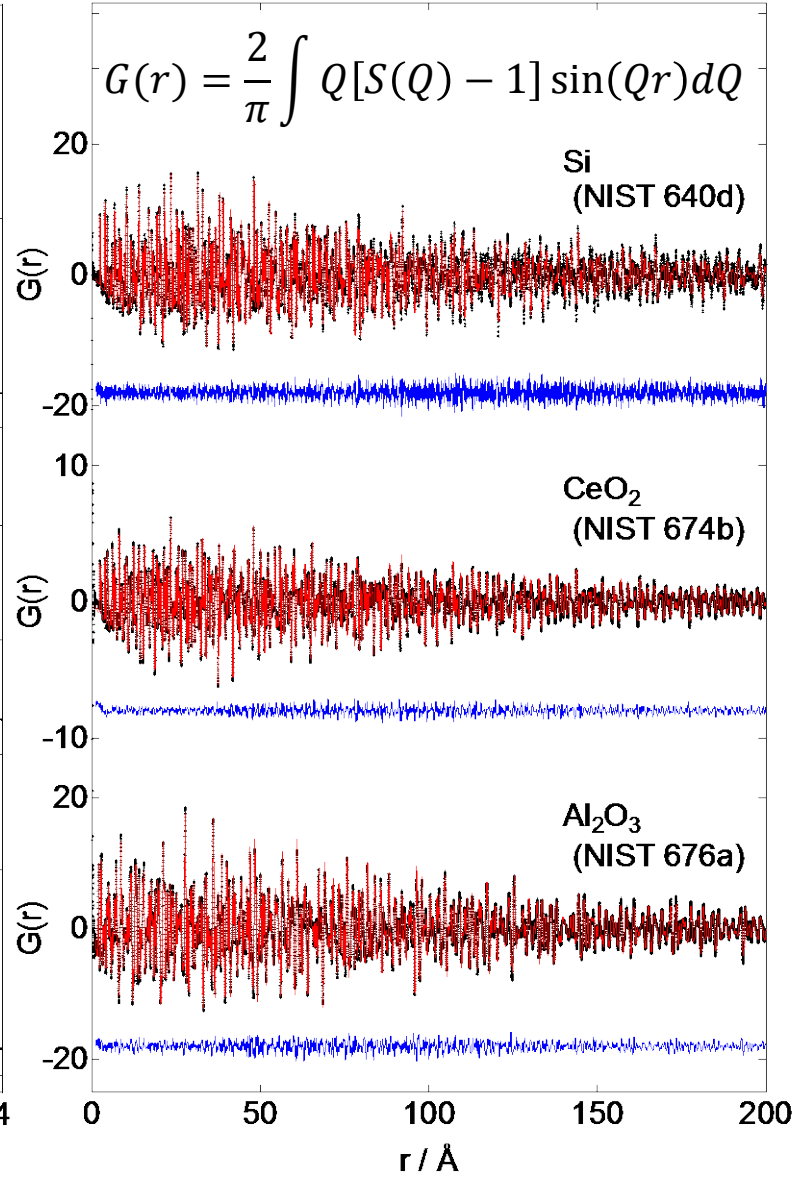 G(r) = 2/π ∫ Q[S(Q) − 1] sin(Qr)dQ
20
Si
(NIST 640d)
G(r)
0
-20
10
CeO₂
(NIST 674b)
G(r)
0
-10
20
Al₂O₃
(NIST 676a)
G(r)
0
-20
4
0 50 100 150 200
r / Å